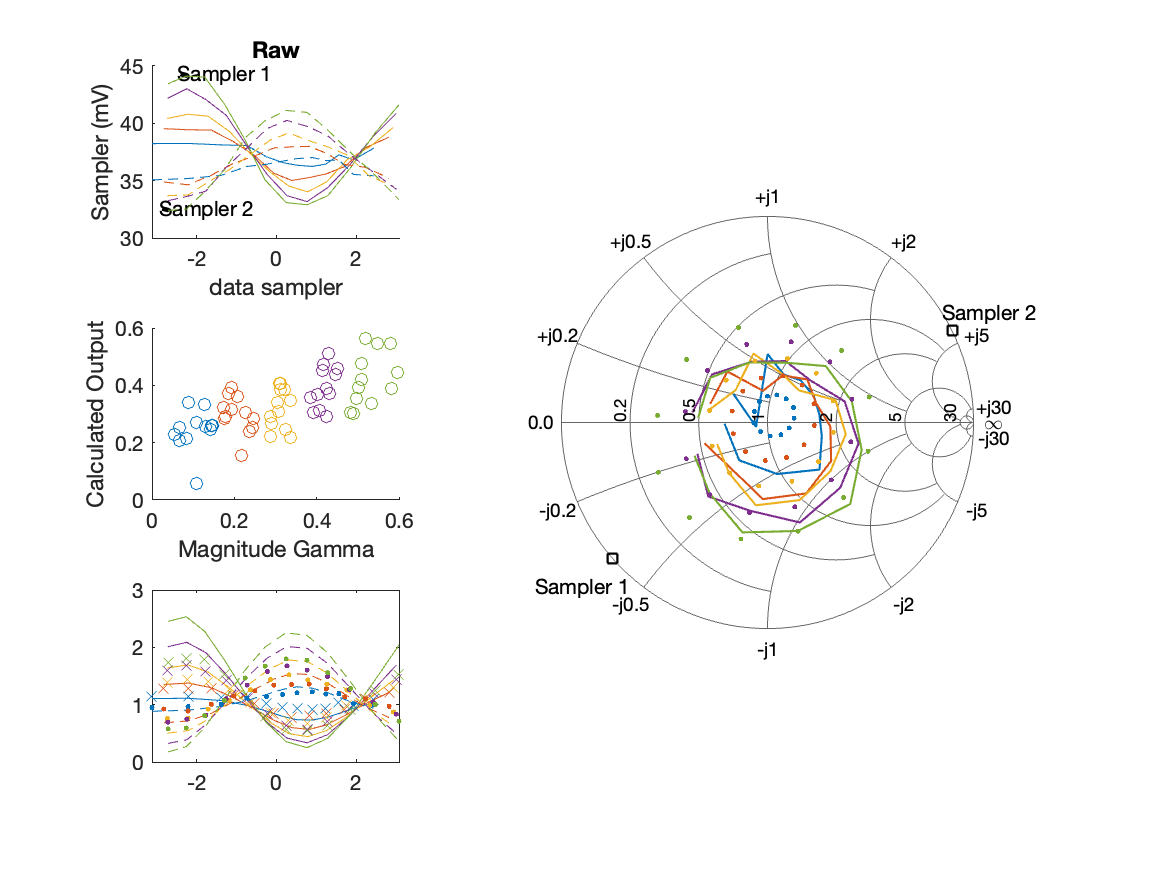 Raw
45
40
35
30
Sampler (mV)
Sampler 1
Sampler 2
-2
0
2
data sampler
0.6
0.4
0.2
0
Calculated Output
0
0.2
0.4
0.6
Magnitude Gamma
3
2
1
0
-2
0
2
+j1
+j0.5
+j2
Sampler 2
+j0.2
+j5
0.0
0.2
0.5
1
2
5
30
+j30
∞
-j30
-j0.2
-j5
Sampler 1
-j0.5
-j2
-j1